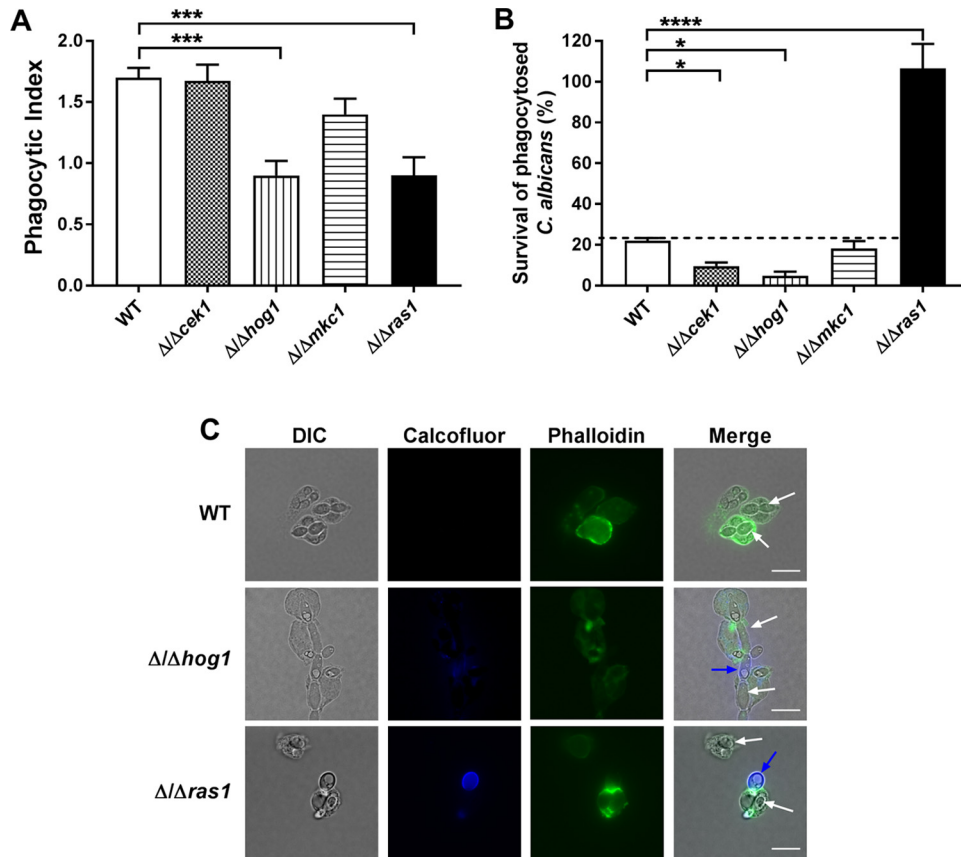 A
Phagocytic Index
2.0
1.5
1.0
0.5
0.0
***
***
WT
Δ/Δcek1
Δ/Δhog1
Δ/Δmkc1
Δ/Δras1
B
Survival of phagocytosed
C. albicans (%)
120
100
80
60
40
20
0
****
*
*
WT
Δ/Δcek1
Δ/Δhog1
Δ/Δmkc1
Δ/Δras1
C
DIC Calcofluor Phalloidin Merge
WT
Δ/Δhog1
Δ/Δras1